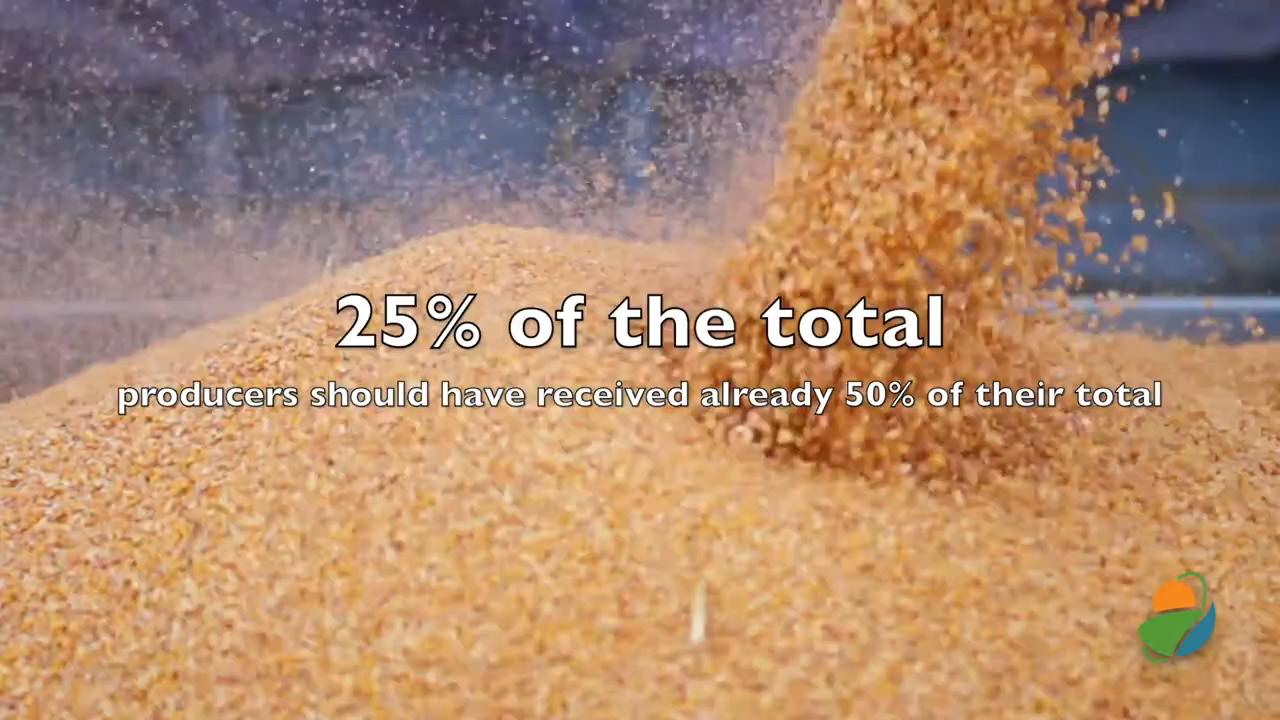 25% of the total
producers should have received already 50% of their total